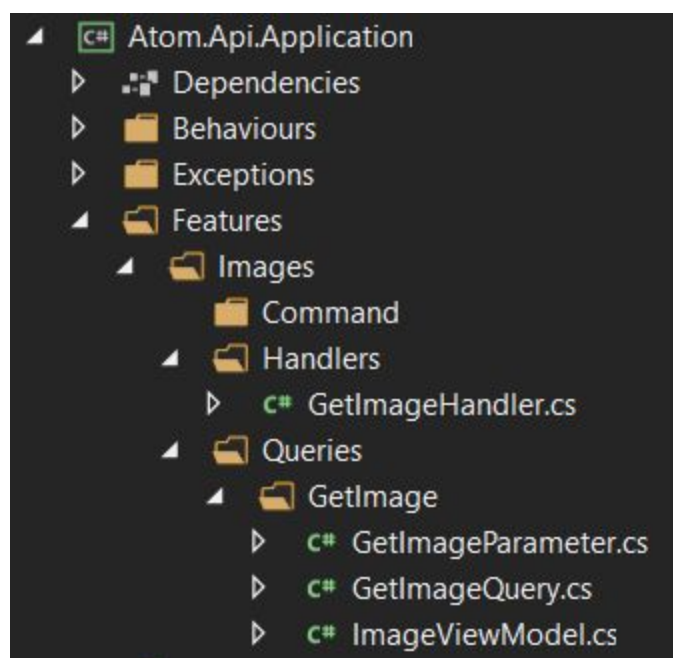 C# Atom.Api.Application
Dependencies
Behaviours
Exceptions
Features
Images
Command
Handlers
C# GetImageHandler.cs
Queries
GetImage
C# GetImageParameter.cs
C# GetImageQuery.cs
C# ImageViewModel.cs